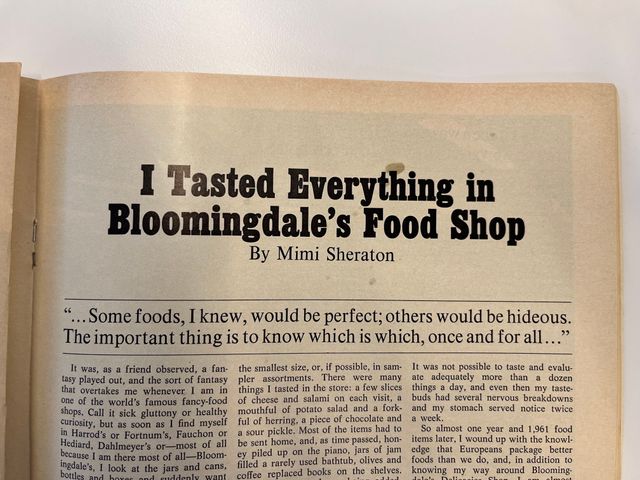 I Tasted Everything in
Bloomingdale's Food Shop
By Mimi Sheraton
“...Some foods, I knew, would be perfect; others would be hideous.
The important thing is to know which is which, once and for all...”
It was, as a friend observed, a fan-
tasy played out, and the sort of fantasy
that overtakes me whenever I am in
one of the world's famous fancy-food
shops. Call it sick gluttony or healthy
curiosity, but as soon as I find myself
in Harrod's or Fortnum's, Fauchon or
Hediard, Dahlmeyer's or—most of all
because I am there most of all—Bloom-
ingdale's, I look at the jars and cans,
bottles and boxes and suddenly want
the smallest size, or, if possible, in sam-
pler assortments. There were many
things I tasted in the store: a few slices
of cheese and salami on each visit, a
mouthful of potato salad and a fork-
ful of herring, a piece of chocolate and
a sour pickle. Most of the items had to
be sent home, and, as time passed, hon-
ey piled up on the piano, jars of jam
filled a rarely used bathtub, olives and
coffee replaced books on the shelves.
It was not possible to taste and evalu-
ate adequately more than a dozen
things a day, and even then my taste-
buds had several nervous breakdowns
and my stomach served notice twice
a week.
So almost one year and 1,961 food
items later, I wound up with the knowl-
edge that Europeans package better
foods than we do, and, in addition to
knowing my way around Blooming-
dale's Delicacies Shop, I am almost